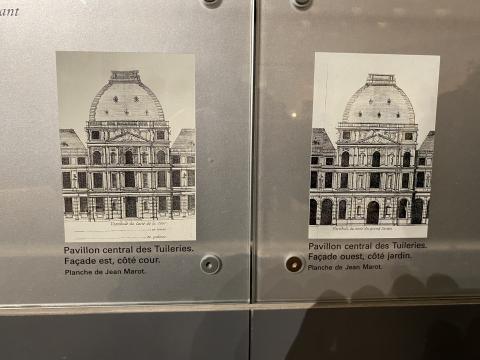 ant
Pavillon central des Tuileries.
Façade est, côté cour.
Planche de Jean Marot.
Pavillon central des Tuileries.
Façade ouest, côté jardin.
Planche de Jean Marot.